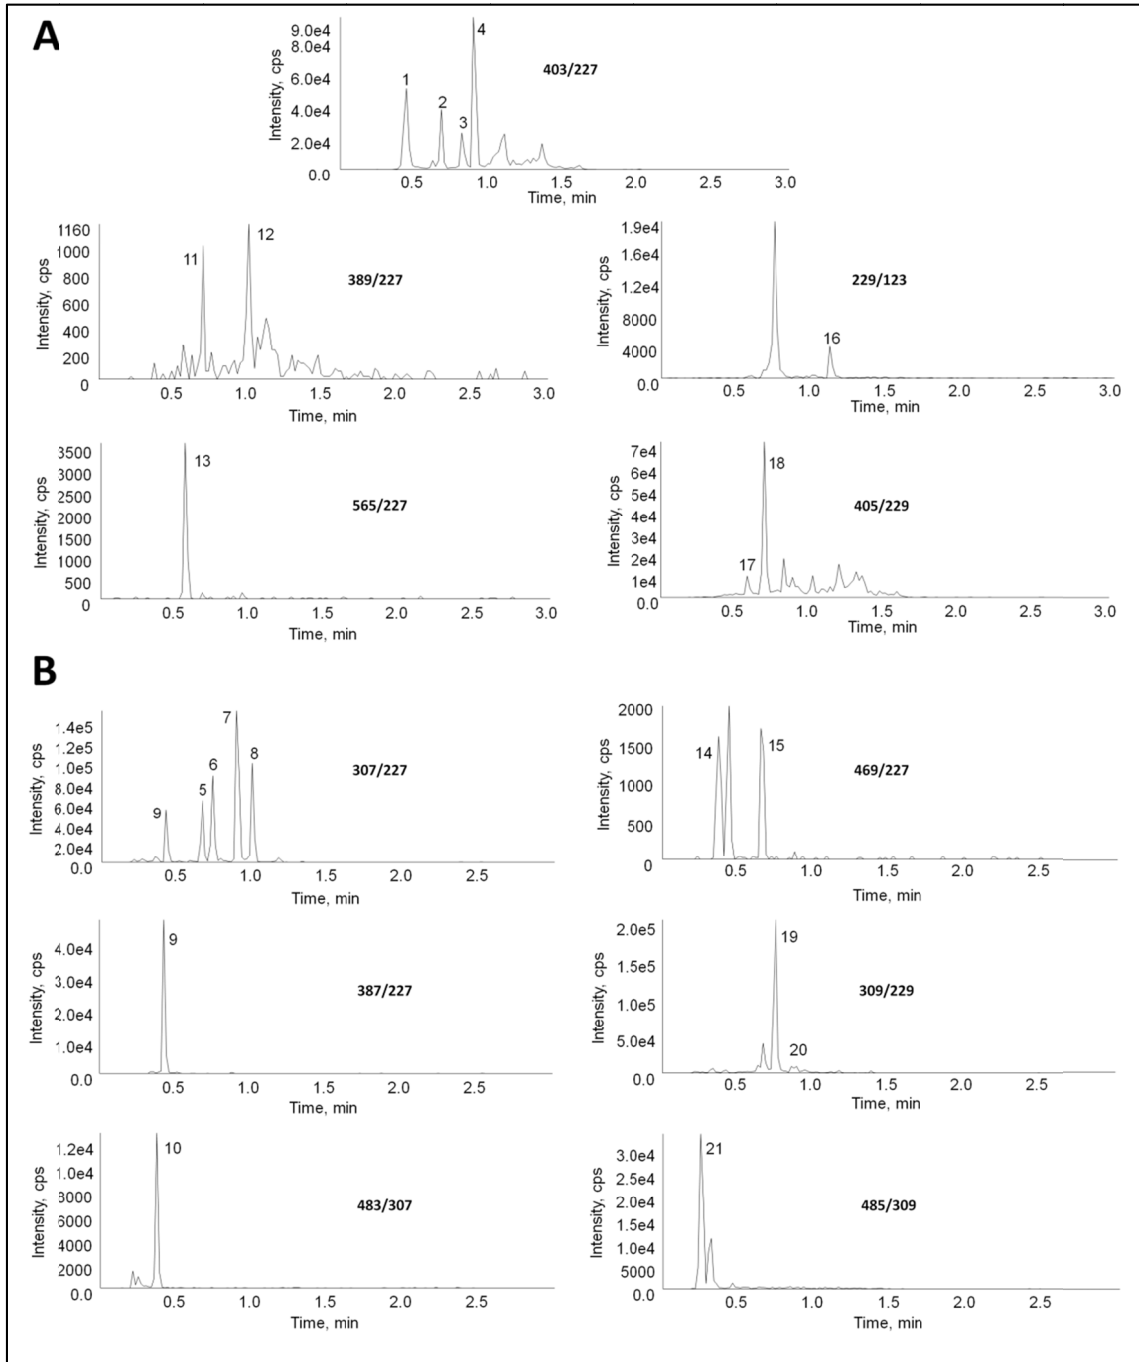 A
Intensity, cps
9.0e4
8.0e4
6.0e4
4.0e4
2.0e4
0.0
1
2
3
4
403/227
0.5 1.0 1.5 2.0 2.5 3.0
Time, min
Intensity, cps
1160
1000
800
600
400
200
0
11
12
389/227
0.5 1.0 1.5 2.0 2.5 3.0
Time, min
Intensity, cps
1.9e4
1.6e4
1.2e4
8000
4000
0.0
16
229/123
0.5 1.0 1.5 2.0 2.5 3.0
Time, min
Intensity, cps
3500
3000
2500
2000
1500
1000
500
0
13
565/227
0.5 1.0 1.5 2.0 2.5 3.0
Time, min
Intensity, cps
7e4
6e4
5e4
4e4
3e4
2e4
1e4
0.0
17
18
405/229
0.5 1.0 1.5 2.0 2.5 3.0
Time, min
B
Intensity, cps
1.4e5
1.2e5
1.0e5
8.0e4
6.0e4
4.0e4
2.0e4
0.0
9
5
6
7
8
307/227
0.5 1.0 1.5 2.0 2.5
Time, min
Intensity, cps
2000
1500
1000
500
0
14
15
469/227
0.5 1.0 1.5 2.0 2.5
Time, min
Intensity, cps
4.0e4
3.0e4
2.0e4
1.0e4
0.0
9
387/227
0.5 1.0 1.5 2.0 2.5
Time, min
Intensity, cps
2.0e5
1.5e5
1.0e5
5.0e4
0.0
19
20
309/229
0.5 1.0 1.5 2.0 2.5
Time, min
Intensity, cps
1.2e4
1.0e4
8000
6000
4000
2000
0.0
10
483/307
0.5 1.0 1.5 2.0 2.5
Time, min
Intensity, cps
3.0e4
2.5e4
2.0e4
1.5e4
1.0e4
5000
0.0
21
485/309
0.5 1.0 1.5 2.0 2.5
Time, min